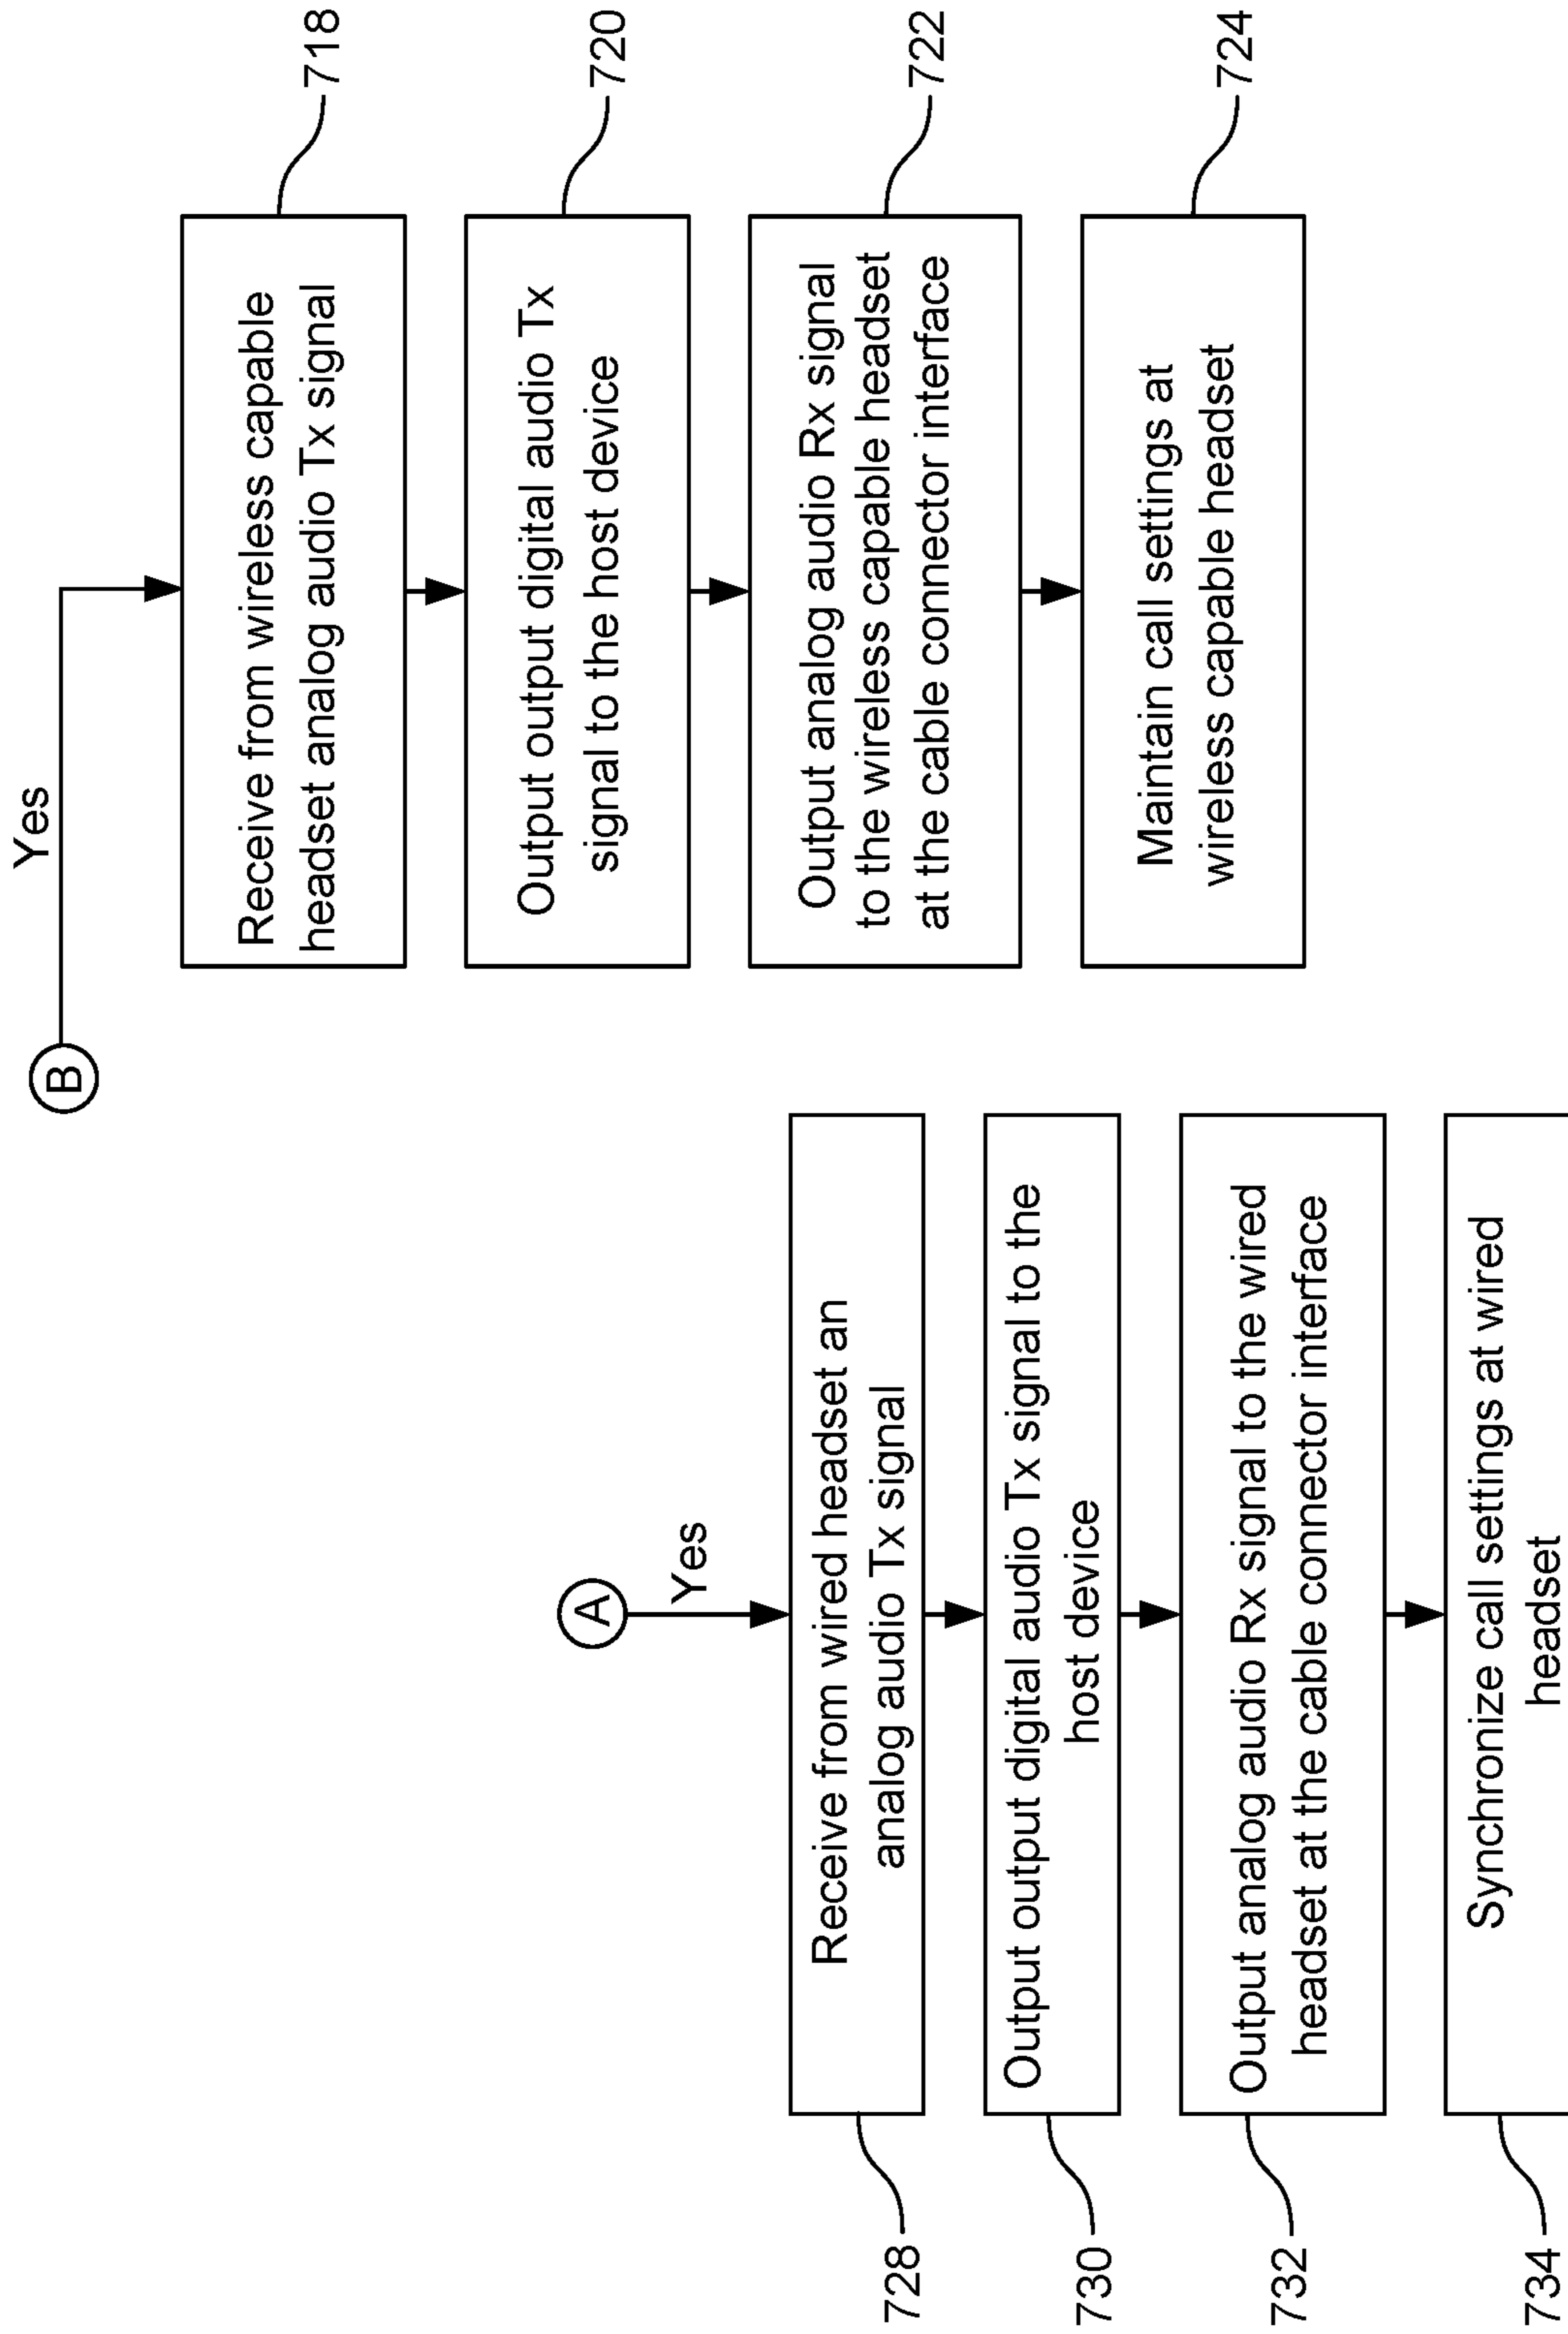 A
Yes
Receive from wired headset an
analog audio Tx signal
728
Output output digital audio Tx signal to the
host device
730
Output analog audio Rx signal to the wired
headset at the cable connector interface
732
Synchronize call settings at wired
headset
734
B
Yes
Receive from wireless capable
headset analog audio Tx signal
718
Output output digital audio Tx
signal to the host device
720
Output analog audio Rx signal
to the wireless capable headset
at the cable connector interface
722
Maintain call settings at
wireless capable headset
724